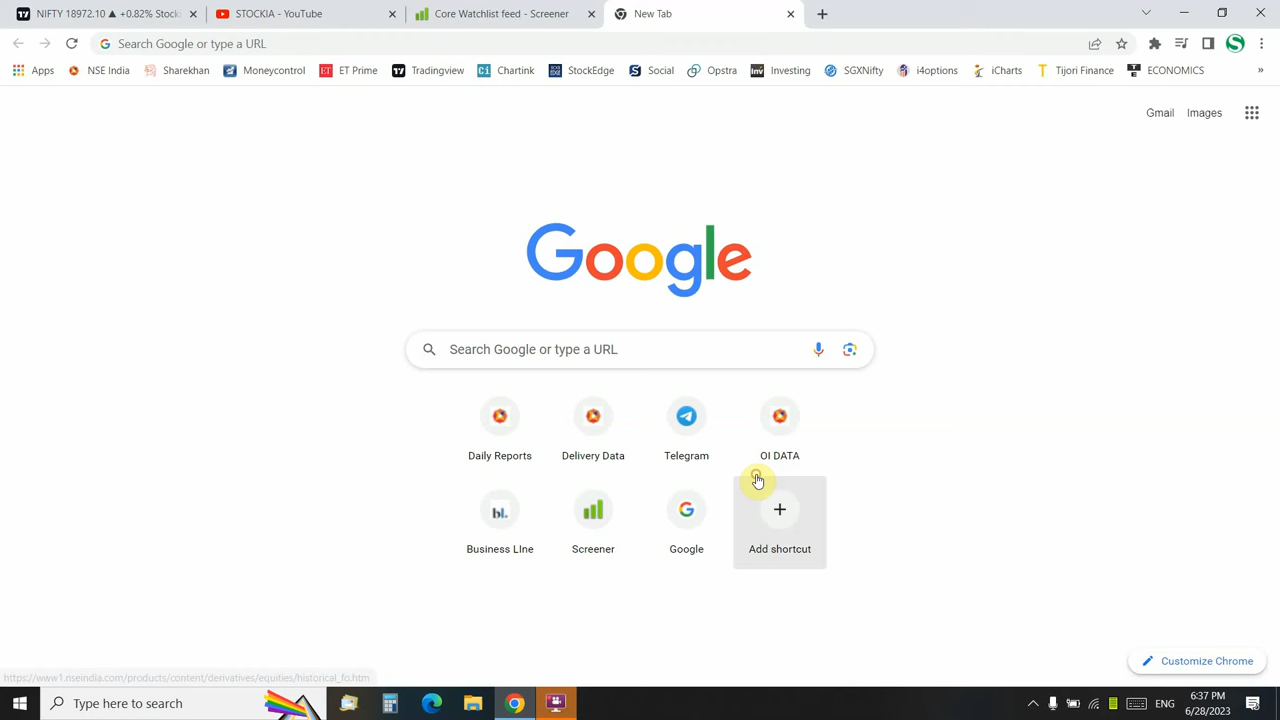 NIFTY 18972.10 ▲ +0.82% Stock
STOCKIA - YouTube
Core Watchlist feed - Screener
New Tab
Search Google or type a URL
Apps
NSE India
Sharekhan
Moneycontrol
ET Prime
Tradingview
Chartink
StockEdge
Social
Opstra
Investing
SGXNifty
i4options
iCharts
Tijori Finance
ECONOMICS
»
Gmail
Images
Google
Search Google or type a URL
Daily Reports
Delivery Data
Telegram
OI DATA
Business LIne
Screener
Google
Add shortcut
Customize Chrome
https://www1.nseindia.com/products/content/derivatives/equities/historical_fo.htm
Type here to search
ENG
6:37 PM
6/28/2023